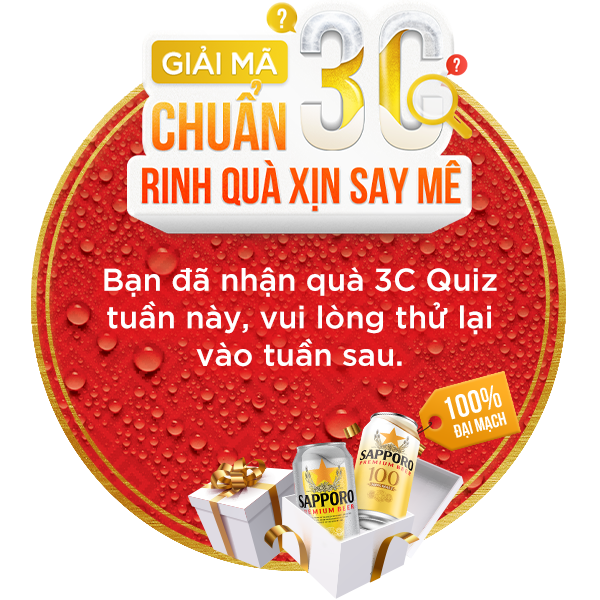 GIẢI MÃ
CHUẨN 3C
RINH QUÀ XỊN SAY MÊ
Bạn đã nhận quà 3C Quiz
tuần này, vui lòng thử lại
vào tuần sau.
100%
ĐẠI MẠCH
SAPPORO
PREMIUM BEER
100
SAPPORO
PREMIUM BEER